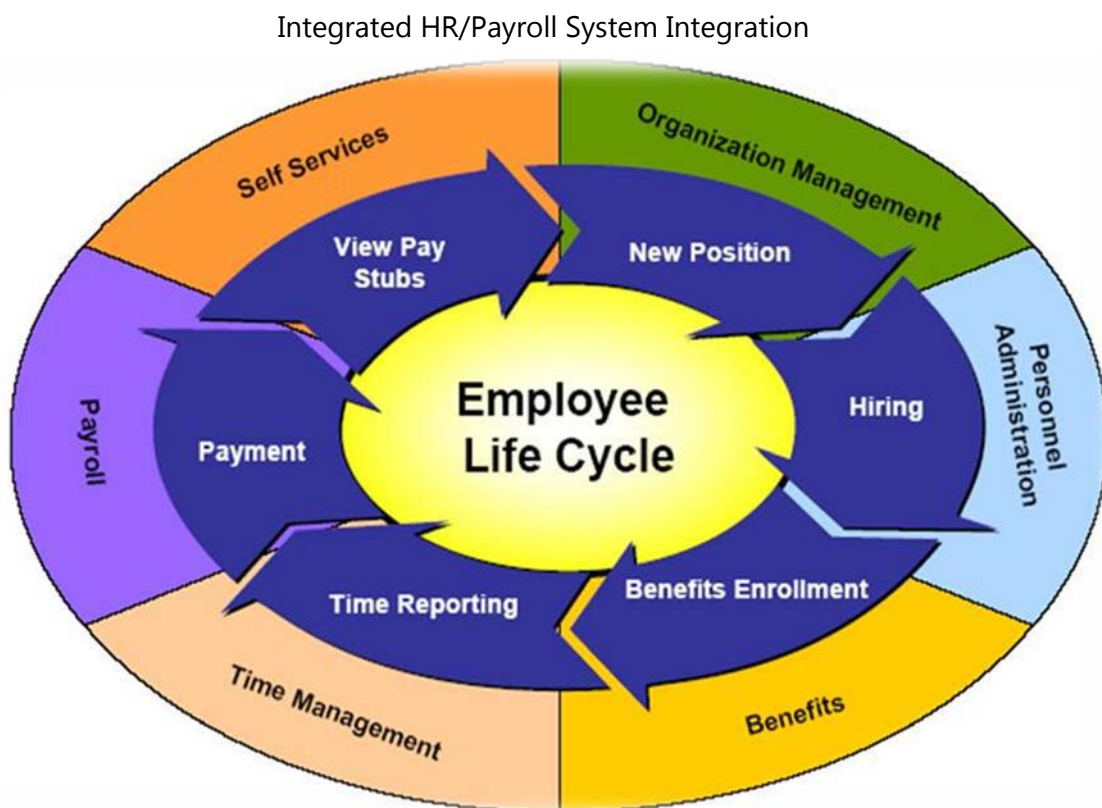 Integrated HR/Payroll System Integration
Self Services
Organization Management
View Pay
Stubs
New Position
Personnel
Administration
Hiring
Employee
Life Cycle
Payroll
Payment
Benefits Enrollment
Time Reporting
Time Management
Benefits